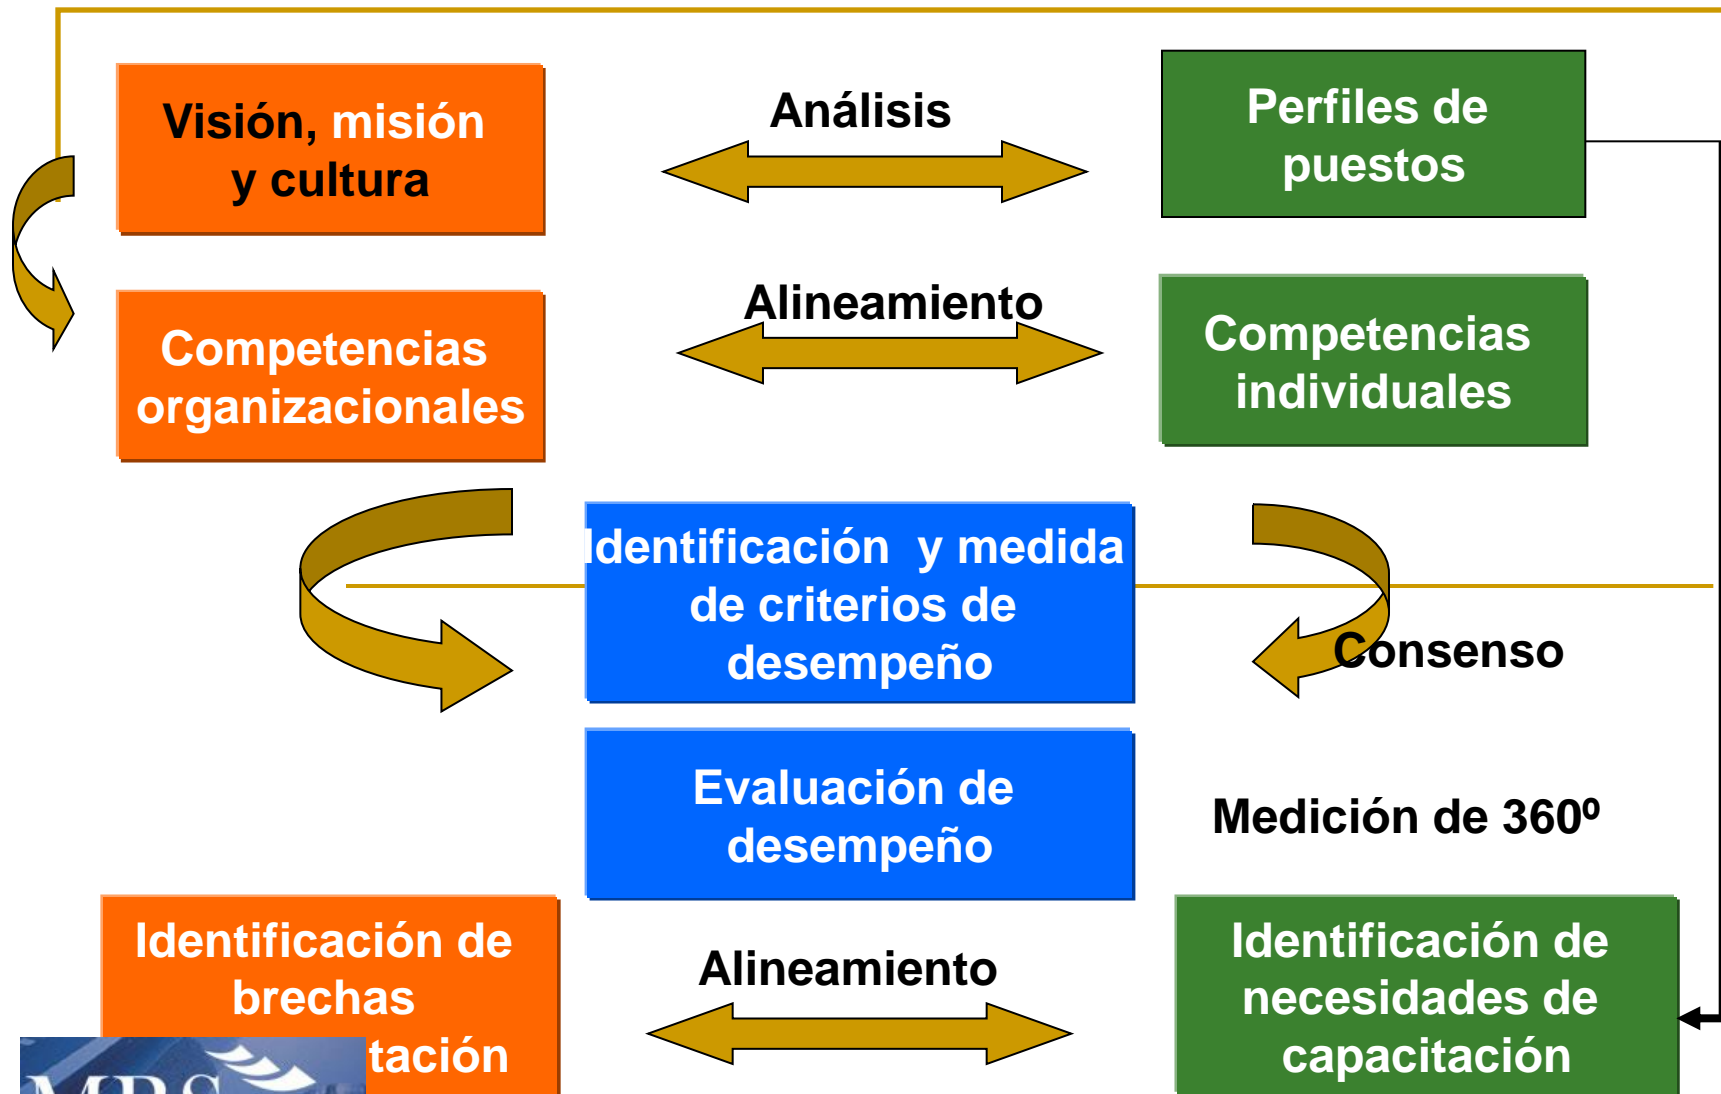 Visión, misión
y cultura
Análisis
Perfiles de
puestos
Competencias
organizacionales
Alineamiento
Competencias
individuales
Identificación y medida
de criterios de
desempeño
Consenso
Evaluación de
desempeño
Medición de 360º
Identificación de
brechas
tación
Alineamiento
Identificación de
necesidades de
capacitación